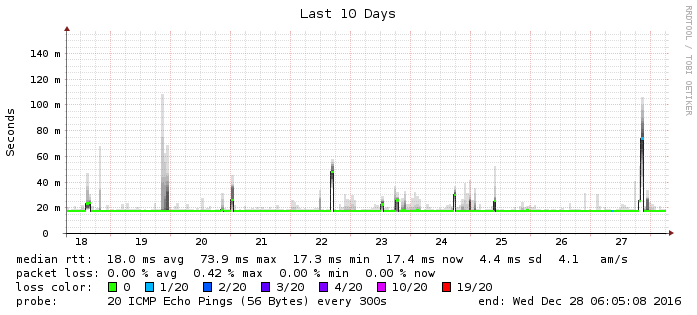 Last 10 Days
RRDTOOL / TOBI OETIKER
Seconds
140 m
120 m
100 m
80 m
60 m
40 m
20 m
0
18 19 20 21 22 23 24 25 26 27
median rtt: 18.0 ms avg 73.9 ms max 17.3 ms min 17.4 ms now 4.4 ms sd 4.1 am/s
packet loss: 0.00 % avg 0.42 % max 0.00 % min 0.00 % now
loss color: 0 1/20 2/20 3/20 4/20 10/20 19/20
probe: 20 ICMP Echo Pings (56 Bytes) every 300s end: Wed Dec 28 06:05:08 2016